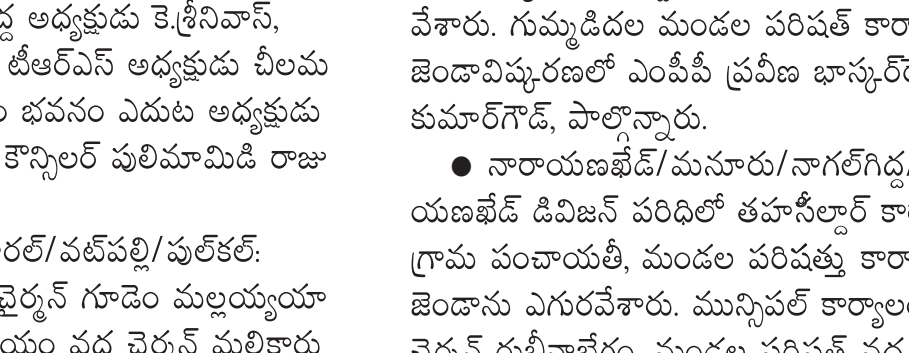 అధ్యక్షుడు కె.శ్రీనివాస్,
టీఆర్ఎస్ అధ్యక్షుడు చీలమ
భవనం ఎదుట అధ్యక్షుడు
కౌన్సిలర్ పులిమామిడి రాజు
రల్/వట్‌పల్లి/పుల్‌కల్:
చైర్మన్ గూడెం మల్లయ్యయా
వేశారు. గుమ్మడిదల మండల పరిషత్ కారా
జెండావిష్కరణలో ఎంపీపీ ప్రవీణ భాస్కర్‌
కుమార్‌గౌడ్, పాల్గొన్నారు.
● నారాయణఖేడ్/మనూరు/నాగల్‌గిద్ద/
యణఖేడ్ డివిజన్ పరిధిలో తహసీల్దార్ కా
గ్రామ పంచాయతీ, మండల పరిషత్తు కారా
జెండాను ఎగురవేశారు. మున్సిపల్ కార్యాల